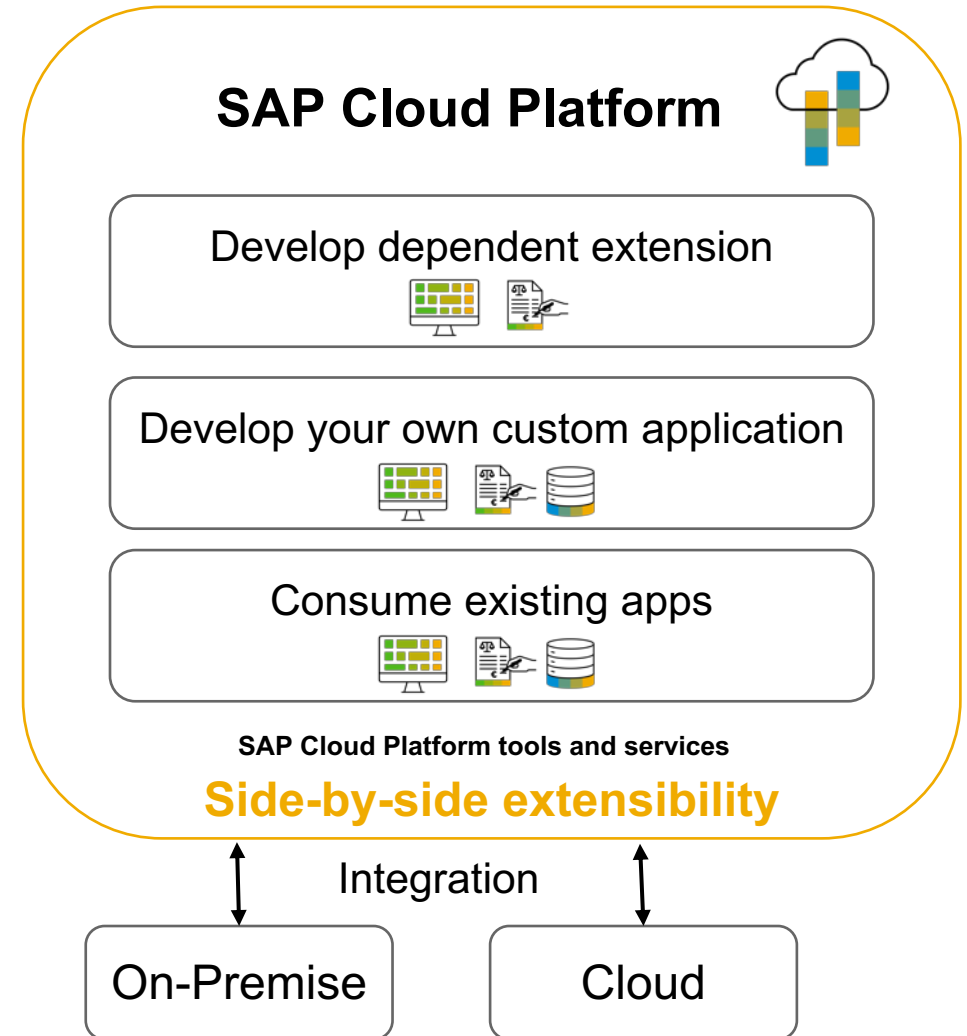 SAP Cloud Platform
Develop dependent extension
Develop your own custom application
Consume existing apps
SAP Cloud Platform tools and services
Side-by-side extensibility
Integration
On-Premise
Cloud